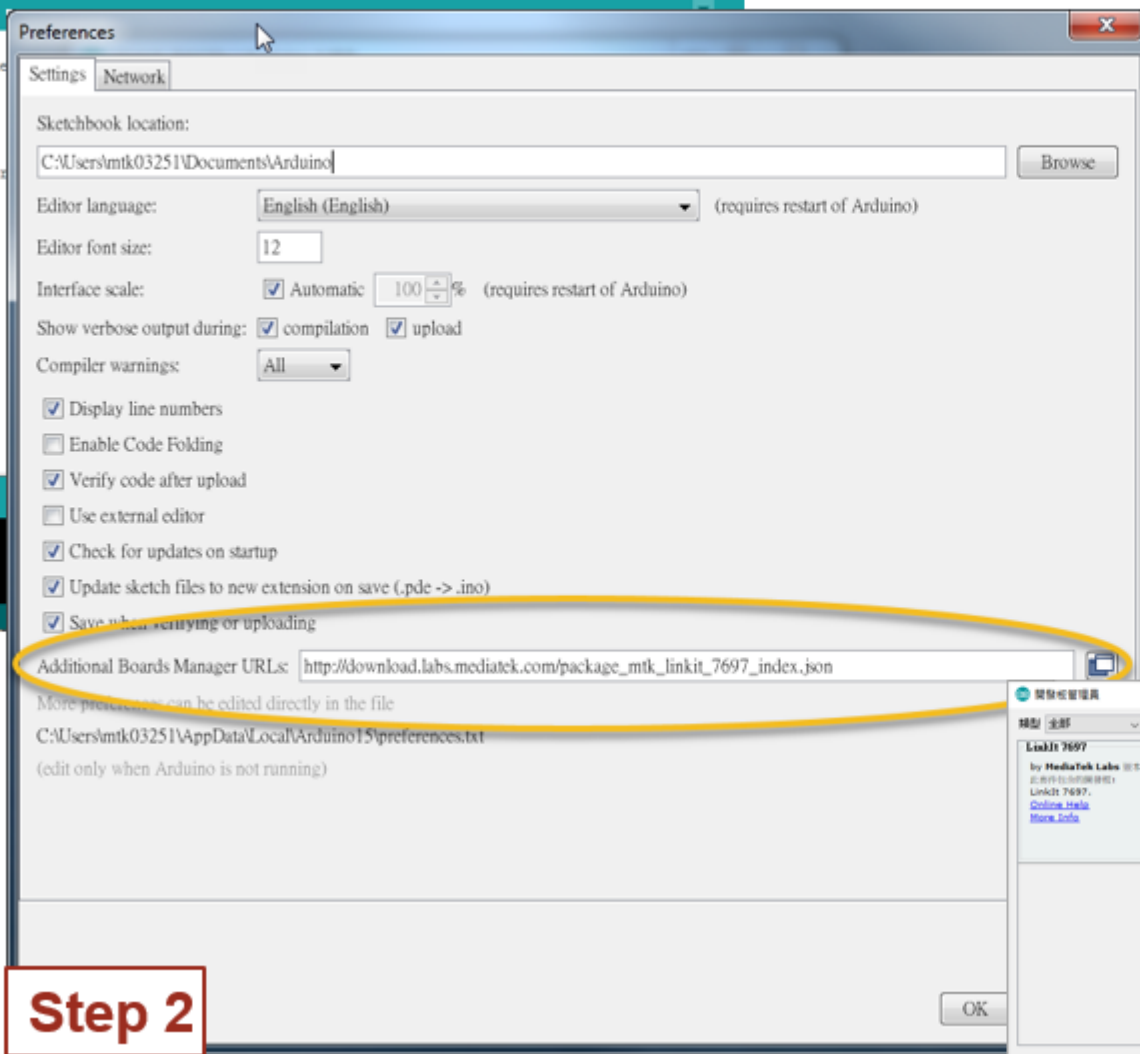 Preferences
Settings Network
Sketchbook location:
C:\Users\mtk03251\Documents\Arduino Browse
Editor language: English (English) (requires restart of Arduino)
Editor font size: 12
Interface scale: Automatic 100 % (requires restart of Arduino)
Show verbose output during: compilation upload
Compiler warnings: All
Display line numbers
Enable Code Folding
Verify code after upload
Use external editor
Check for updates on startup
Update sketch files to new extension on save (.pde -> .ino)
Save when verifying or uploading
Additional Boards Manager URLs: http://download.labs.mediatek.com/package_mtk_linkit_7697_index.json
More preferences can be edited directly in the file
C:\Users\mtk03251\AppData\Local\Arduino15\preferences.txt
(edit only when Arduino is not running)
開發板管理員
類型 全部
LinkIt 7697
by MediaTek Labs
LinkIt 7697.
Online Help
More Info
OK
Step 2